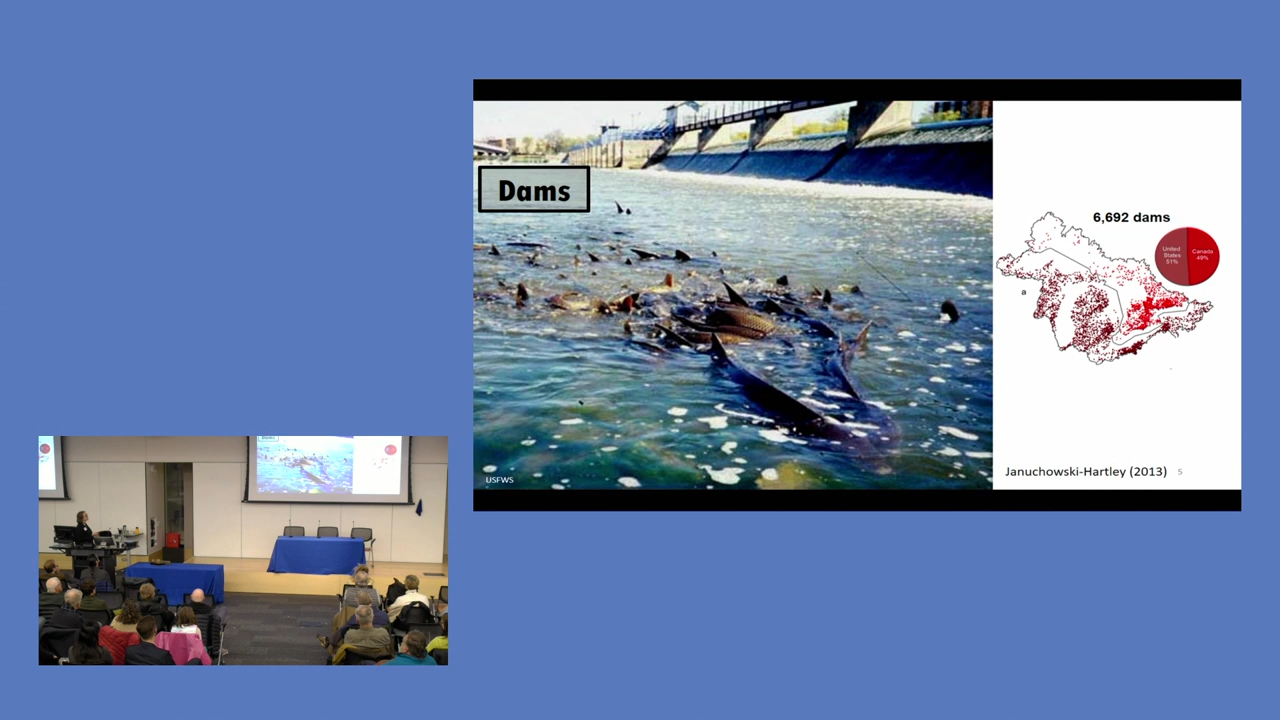 Dams
6,692 dams
United
States
51%
Canada
49%
a
Januchowski-Hartley (2013)
5
USFWS